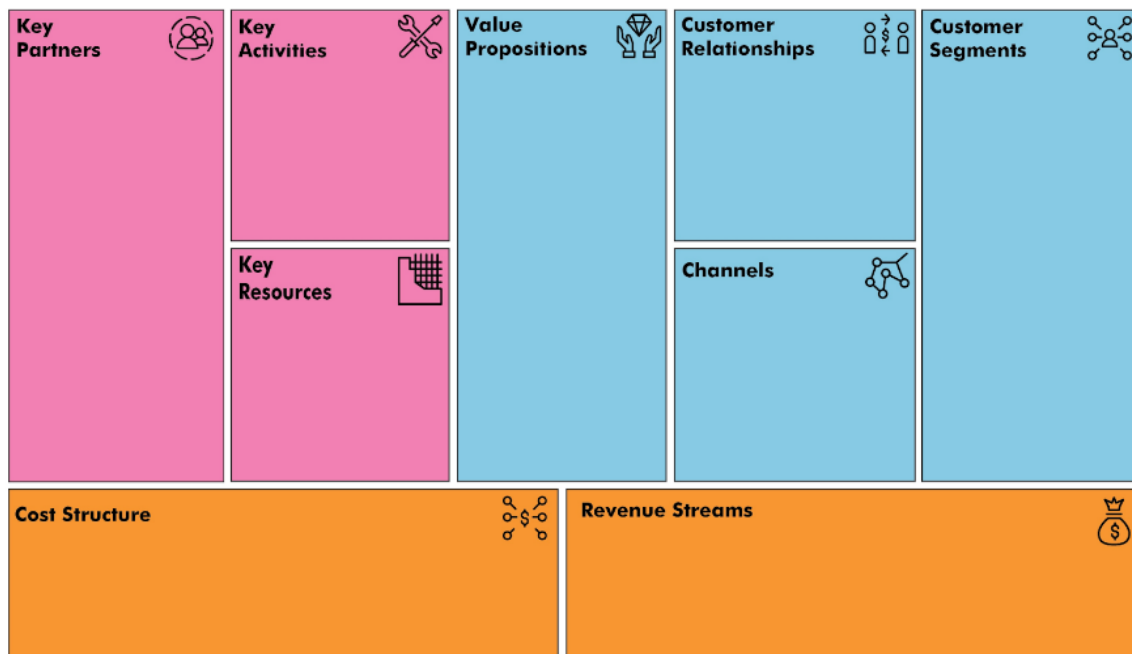 Key
Partners
Key
Activities
Key
Resources
Value
Propositions
Customer
Relationships
$
Channels
Customer
Segments
Cost Structure
$
Revenue Streams
$